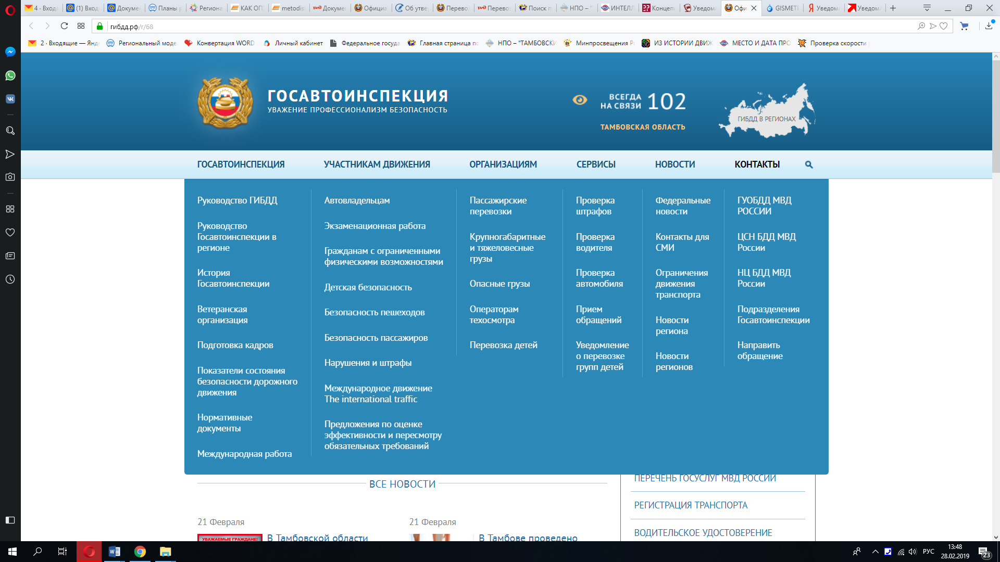 4 · Вход
(1) Вход
Докумен
Планы р
Региона
КАК ОП
metodis
Докумен
Официа
Об утве
Перевоз
Перевоз
Поиск п
НПО – "
ИНТЕЛЛ
Концеп
Уведом
Офи
GISMETE
Уведом
Уведом
гибдд.рф/r/68
2 · Входящие — Янд
Региональный моде
Конвертация WORD
Личный кабинет
Федеральное госуда
Главная страница по
НПО – "ТАМБОВСКИ
Минпросвещения Р
ИЗ ИСТОРИИ ДВИЖ
МЕСТО И ДАТА ПРО
Проверка скорости
ГОСАВТОИНСПЕКЦИЯ
УВАЖЕНИЕ ПРОФЕССИОНАЛИЗМ БЕЗОПАСНОСТЬ
ВСЕГДА
НА СВЯЗИ 102
ТАМБОВСКАЯ ОБЛАСТЬ
ГИБДД В РЕГИОНАХ
ГОСАВТОИНСПЕКЦИЯ
УЧАСТНИКАМ ДВИЖЕНИЯ
ОРГАНИЗАЦИЯМ
СЕРВИСЫ
НОВОСТИ
КОНТАКТЫ
Руководство ГИБДД
Руководство
Госавтоинспекции в
регионе
История
Госавтоинспекции
Ветеранская
организация
Подготовка кадров
Показатели состояния
безопасности дорожного
движения
Нормативные
документы
Международная работа
Автовладельцам
Экзаменационная работа
Гражданам с ограниченными
физическими возможностями
Детская безопасность
Безопасность пешеходов
Безопасность пассажиров
Нарушения и штрафы
Международное движение
The international traffic
Предложения по оценке
эффективности и пересмотру
обязательных требований
Пассажирские
перевозки
Крупногабаритные
и тяжеловесные
грузы
Опасные грузы
Операторам
техосмотра
Перевозка детей
Проверка
штрафов
Проверка
водителя
Проверка
автомобиля
Прием
обращений
Уведомление
о перевозке
групп детей
Федеральные
новости
Контакты для
СМИ
Ограничения
движения
транспорта
Новости
региона
Новости
регионов
ГУОБДД МВД
РОССИИ
ЦСН БДД МВД
России
НЦ БДД МВД
России
Подразделения
Госавтоинспекции
Направить
обращение
ВСЕ НОВОСТИ
21 Февраля
УВАЖАЕМЫЕ ГРАЖДАНЕ!
В Тамбовской области
21 Февраля
В Тамбове проведено
ПЕРЕЧЕНЬ ГОСУСЛУГ МВД РОССИИ
РЕГИСТРАЦИЯ ТРАНСПОРТА
ВОДИТЕЛЬСКОЕ УДОСТОВЕРЕНИЕ
РУС
13:48
28.02.2019
23